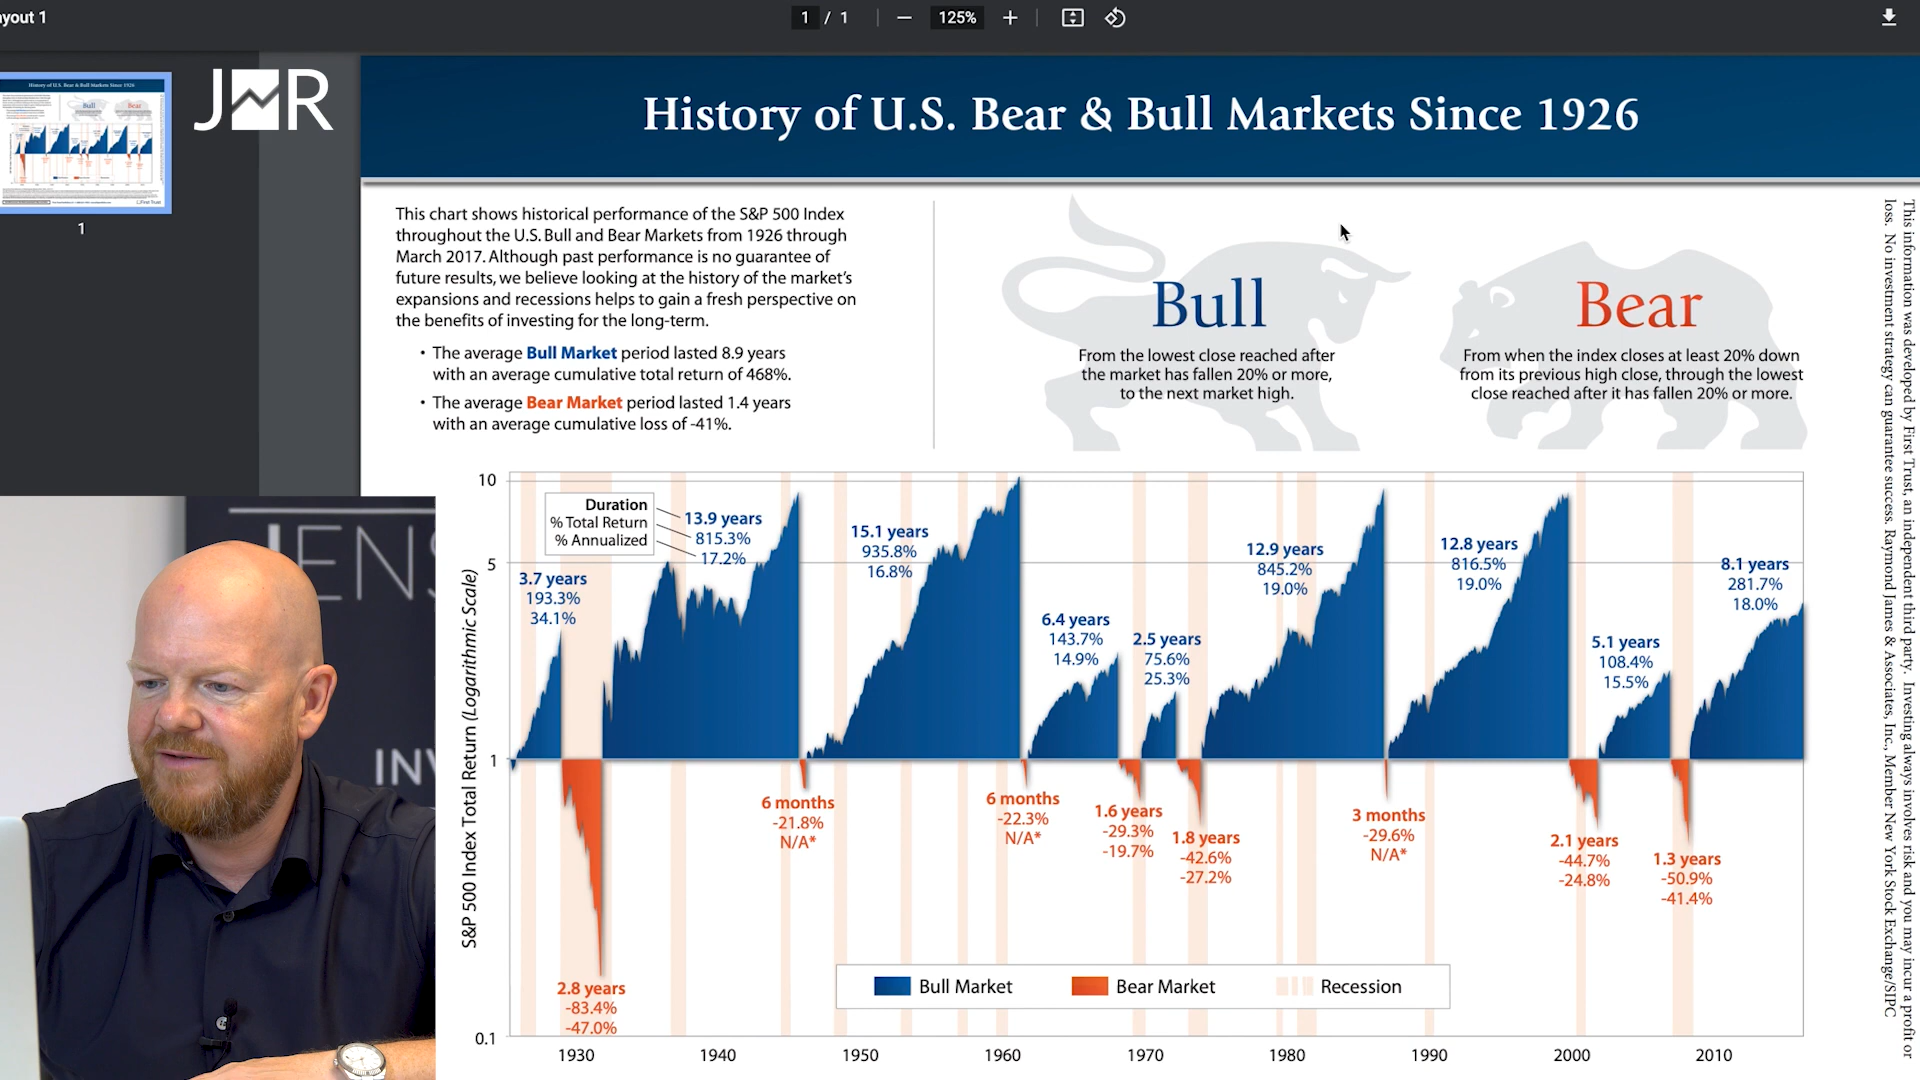 ayout 1
1 / 1
125%
J R
History of U.S. Bear & Bull Markets Since 1926
1
This chart shows historical performance of the S&P 500 Index
throughout the U.S. Bull and Bear Markets from 1926 through
March 2017. Although past performance is no guarantee of
future results, we believe looking at the history of the market's
expansions and recessions helps to gain a fresh perspective on
the benefits of investing for the long-term.
• The average Bull Market period lasted 8.9 years
with an average cumulative total return of 468%.
• The average Bear Market period lasted 1.4 years
with an average cumulative loss of -41%.
Bull
From the lowest close reached after
the market has fallen 20% or more,
to the next market high.
Bear
From when the index closes at least 20% down
from its previous high close, through the lowest
close reached after it has fallen 20% or more.
This information was developed by First Trust, an independent third party. Investing always involves risk and you may incur a profit or
loss. No investment strategy can guarantee success. Raymond James & Associates, Inc., Member New York Stock Exchange/SIPC
S&P 500 Index Total Return (Logarithmic Scale)
10
5
1
0.1
Duration
% Total Return
% Annualized
3.7 years
193.3%
34.1%
13.9 years
815.3%
17.2%
15.1 years
935.8%
16.8%
6.4 years
143.7%
14.9%
2.5 years
75.6%
25.3%
12.9 years
845.2%
19.0%
12.8 years
816.5%
19.0%
5.1 years
108.4%
15.5%
8.1 years
281.7%
18.0%
2.8 years
-83.4%
-47.0%
6 months
-21.8%
N/A*
6 months
-22.3%
N/A*
1.6 years
-29.3%
-19.7%
1.8 years
-42.6%
-27.2%
3 months
-29.6%
N/A*
2.1 years
-44.7%
-24.8%
1.3 years
-50.9%
-41.4%
Bull Market
Bear Market
Recession
1930
1940
1950
1960
1970
1980
1990
2000
2010
JENS
INV